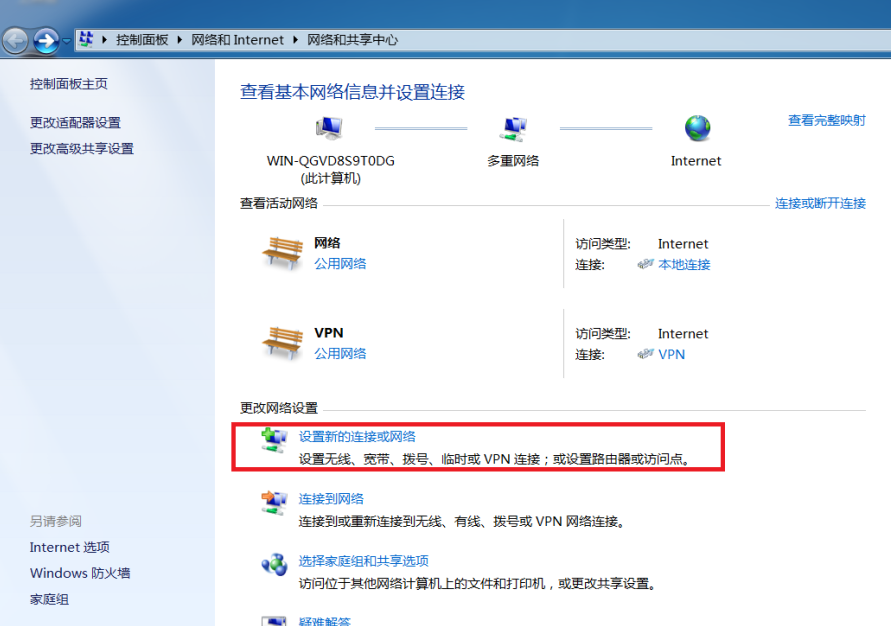 控制面板 ▸ 网络和 Internet ▸ 网络和共享中心
控制面板主页
更改适配器设置
更改高级共享设置
另请参阅
Internet 选项
Windows 防火墙
家庭组
查看基本网络信息并设置连接
查看完整映射
WIN-QGVD8S9T0DG
(此计算机)
多重网络
Internet
查看活动网络
连接或断开连接
网络
公用网络
访问类型: Internet
连接: 本地连接
VPN
公用网络
访问类型: Internet
连接: VPN
更改网络设置
设置新的连接或网络
设置无线、宽带、拨号、临时或 VPN 连接；或设置路由器或访问点。
连接到网络
连接到或重新连接到无线、有线、拨号或 VPN 网络连接。
选择家庭组和共享选项
访问位于其他网络计算机上的文件和打印机，或更改共享设置。
疑难解答